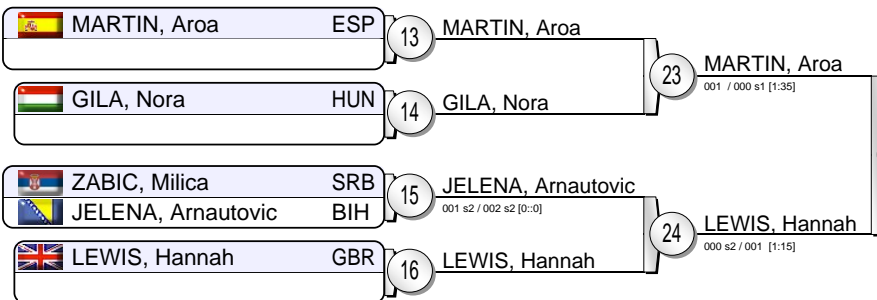 MARTIN, Aroa ESP
13
MARTIN, Aroa
GILA, Nora HUN
14
GILA, Nora
23
MARTIN, Aroa
001 / 000 s1 [1:35]
ZABIC, Milica SRB
JELENA, Arnautovic BIH
15
JELENA, Arnautovic
001 s2 / 002 s2 [0::0]
LEWIS, Hannah GBR
16
LEWIS, Hannah
24
LEWIS, Hannah
000 s2 / 001 [1:15]